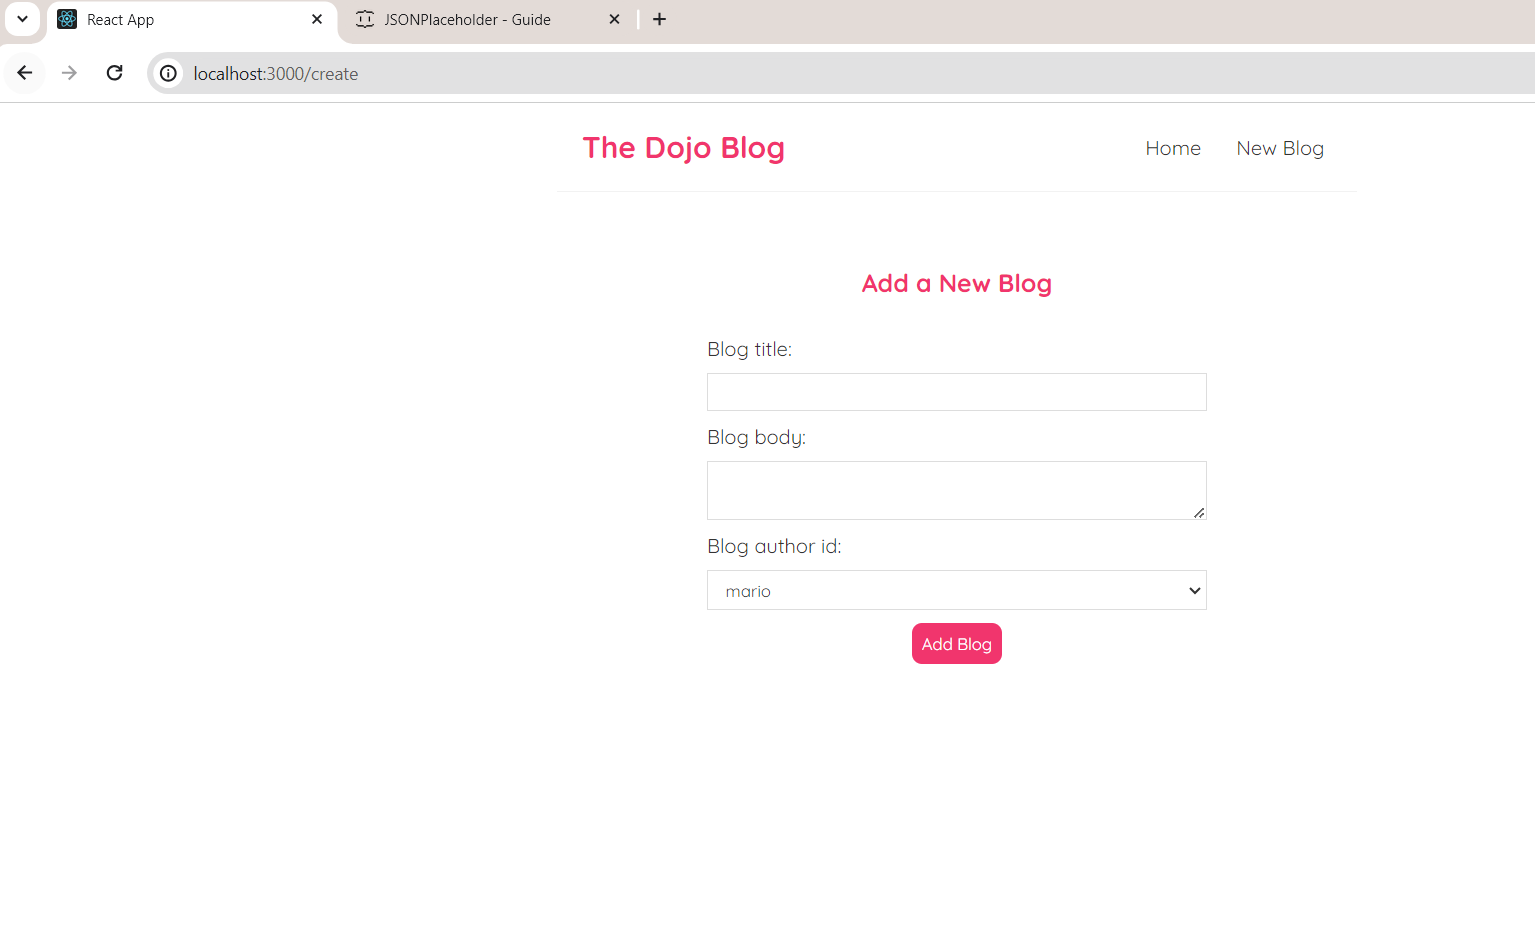 React App
JSONPlaceholder - Guide
localhost:3000/create
The Dojo Blog
Home
New Blog
Add a New Blog
Blog title:
Blog body:
Blog author id:
mario
Add Blog